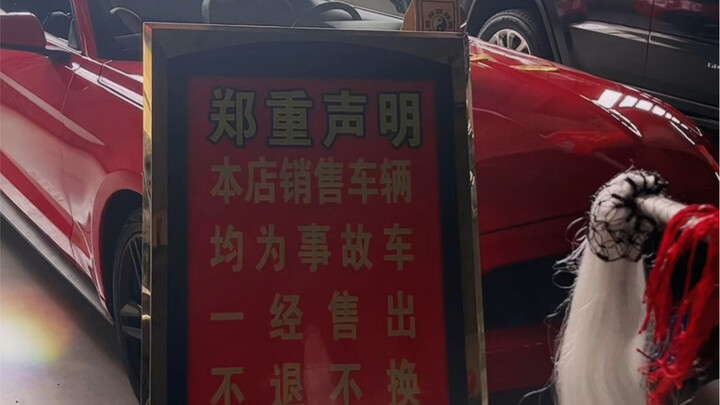 郑重声明
本店销售车辆
均为事故车
一经售出
不退不换